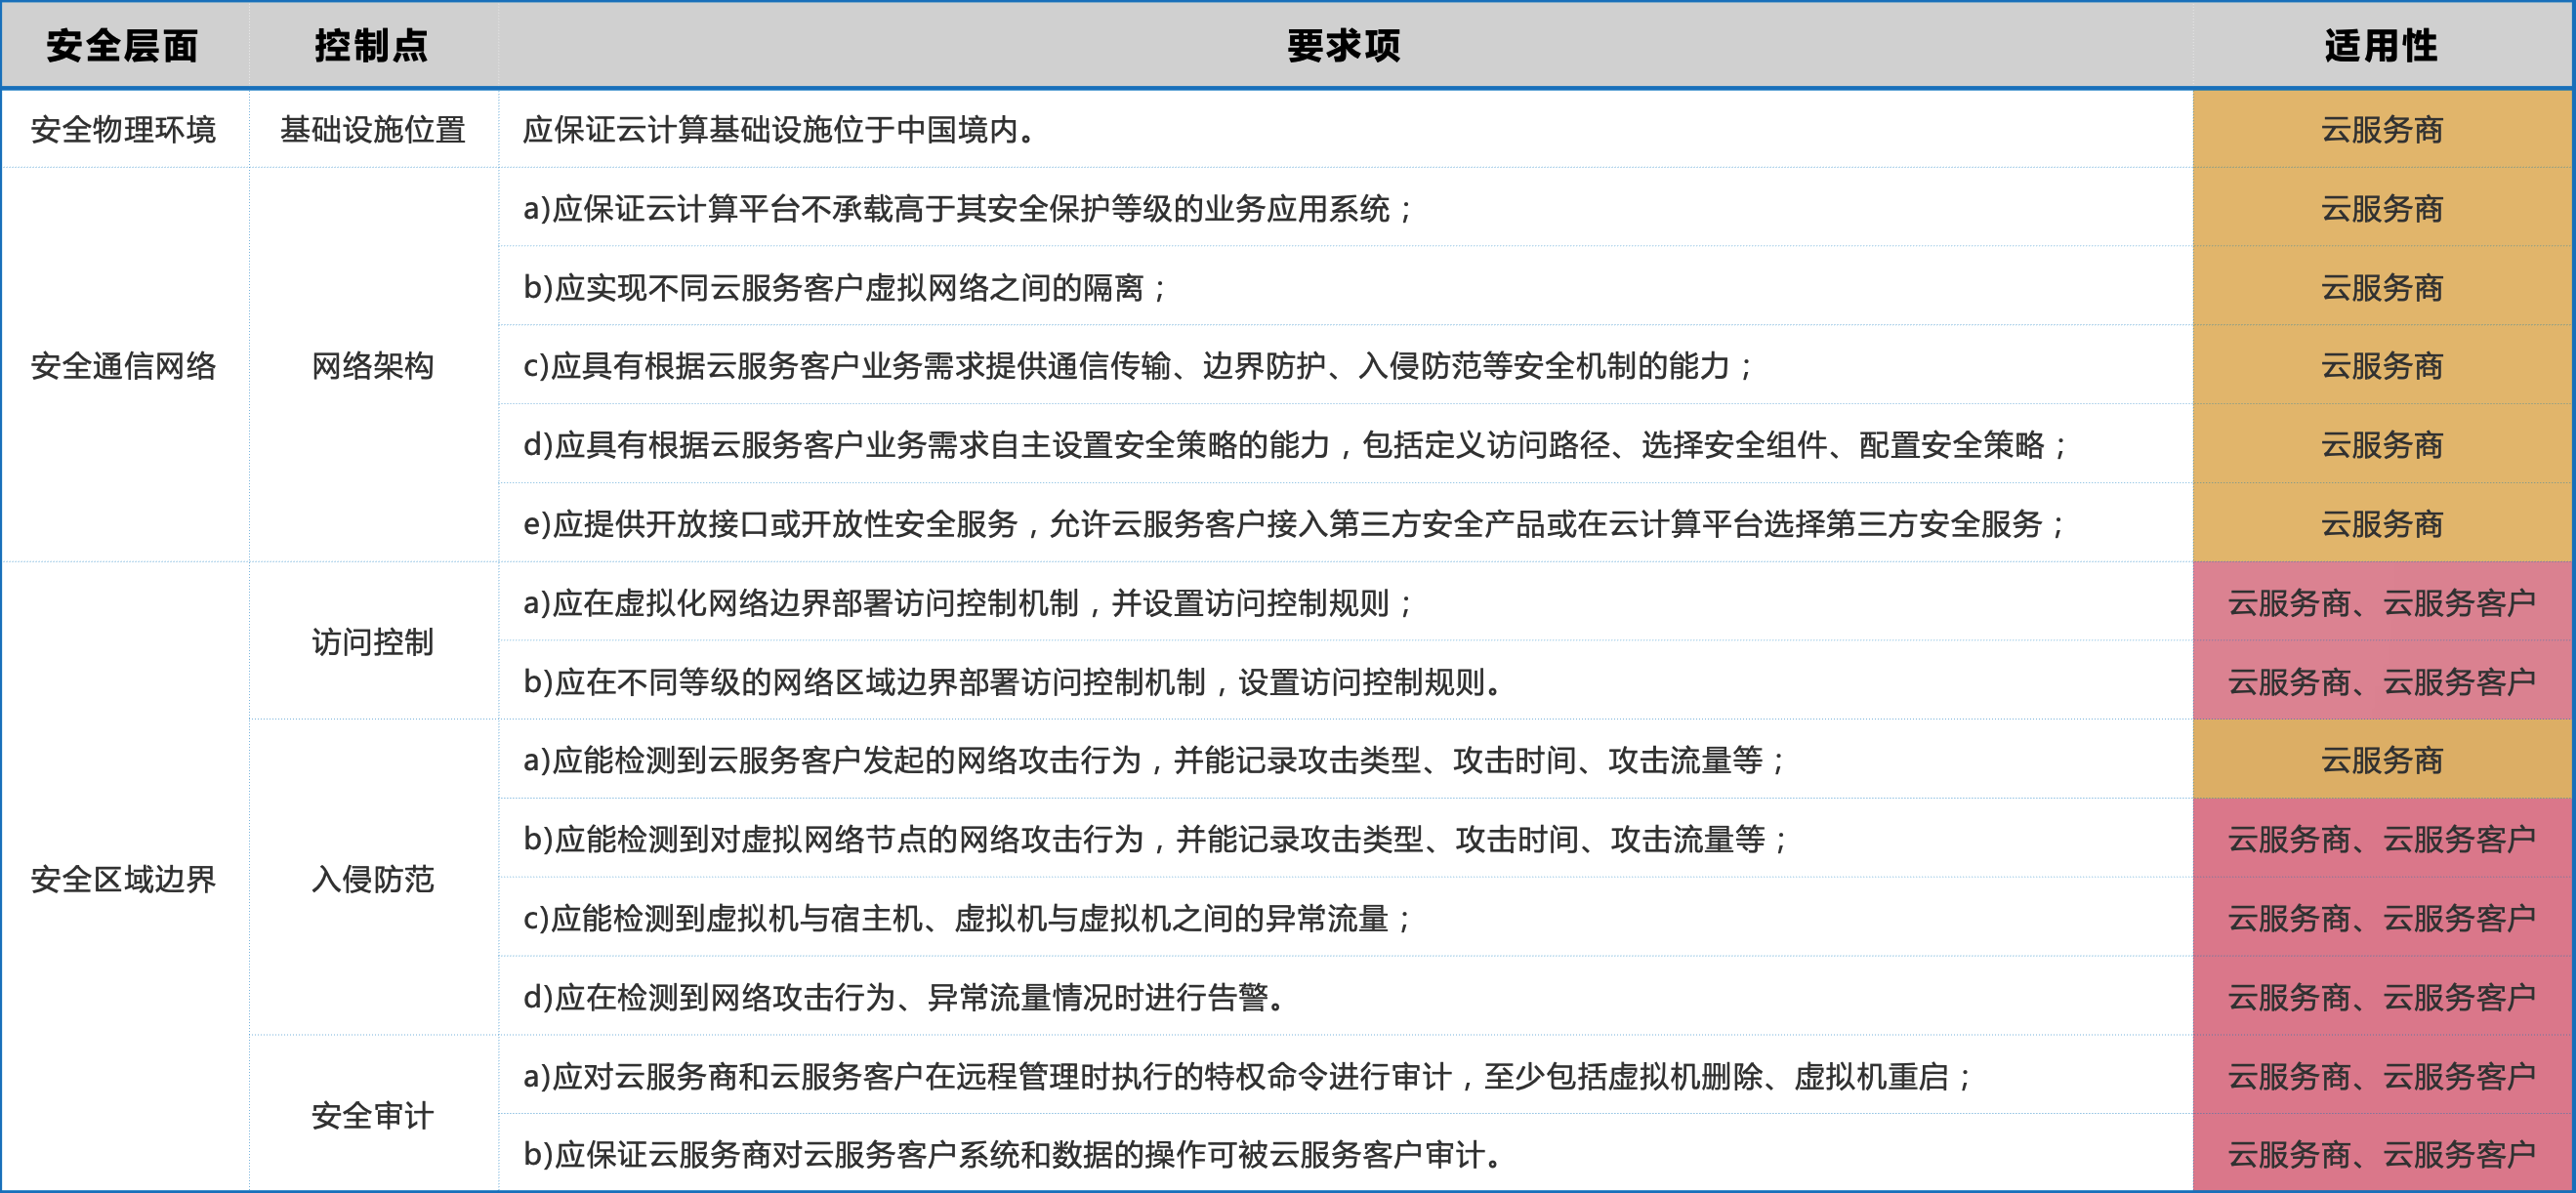 安全层面 控制点 要求项 适用性
安全物理环境 基础设施位置 应保证云计算基础设施位于中国境内。 云服务商
安全通信网络 网络架构
a)应保证云计算平台不承载高于其安全保护等级的业务应用系统； 云服务商
b)应实现不同云服务客户虚拟网络之间的隔离； 云服务商
c)应具有根据云服务客户业务需求提供通信传输、边界防护、入侵防范等安全机制的能力； 云服务商
d)应具有根据云服务客户业务需求自主设置安全策略的能力，包括定义访问路径、选择安全组件、配置安全策略； 云服务商
e)应提供开放接口或开放性安全服务，允许云服务客户接入第三方安全产品或在云计算平台选择第三方安全服务； 云服务商
安全区域边界
访问控制
a)应在虚拟化网络边界部署访问控制机制，并设置访问控制规则； 云服务商、云服务客户
b)应在不同等级的网络区域边界部署访问控制机制，设置访问控制规则。 云服务商、云服务客户
入侵防范
a)应能检测到云服务客户发起的网络攻击行为，并能记录攻击类型、攻击时间、攻击流量等； 云服务商
b)应能检测到对虚拟网络节点的网络攻击行为，并能记录攻击类型、攻击时间、攻击流量等； 云服务商、云服务客户
c)应能检测到虚拟机与宿主机、虚拟机与虚拟机之间的异常流量； 云服务商、云服务客户
d)应在检测到网络攻击行为、异常流量情况时进行告警。 云服务商、云服务客户
安全审计
a)应对云服务商和云服务客户在远程管理时执行的特权命令进行审计，至少包括虚拟机删除、虚拟机重启； 云服务商、云服务客户
b)应保证云服务商对云服务客户系统和数据的操作可被云服务客户审计。 云服务商、云服务客户